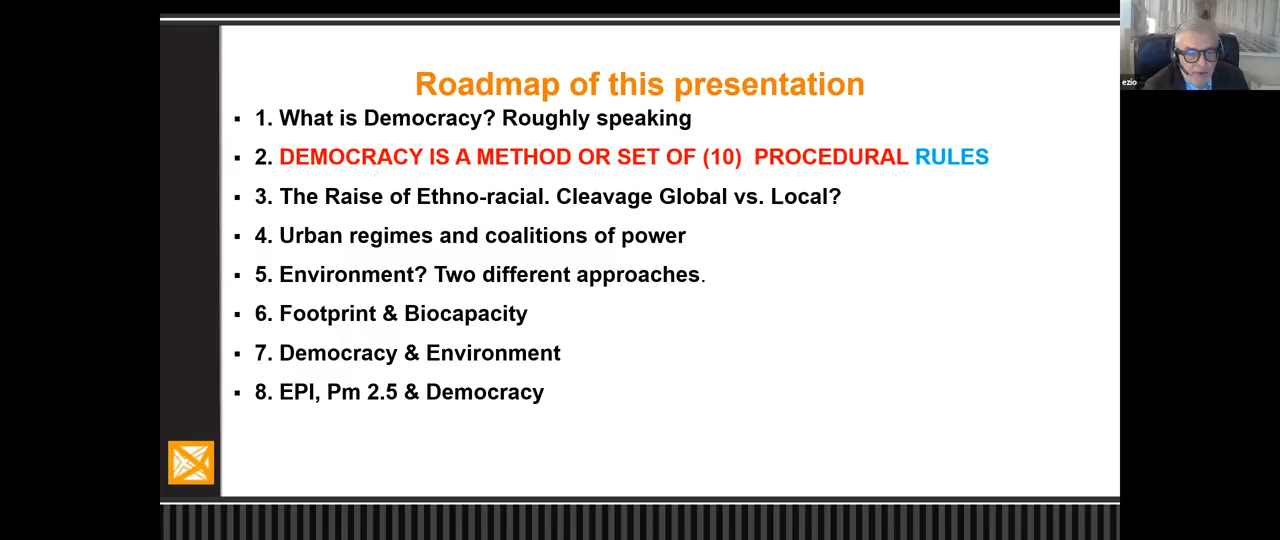 Roadmap of this presentation
▪ 1. What is Democracy? Roughly speaking
▪ 2. DEMOCRACY IS A METHOD OR SET OF (10) PROCEDURAL RULES
▪ 3. The Raise of Ethno-racial. Cleavage Global vs. Local?
▪ 4. Urban regimes and coalitions of power
▪ 5. Environment? Two different approaches.
▪ 6. Footprint & Biocapacity
▪ 7. Democracy & Environment
▪ 8. EPI, Pm 2.5 & Democracy
ezio